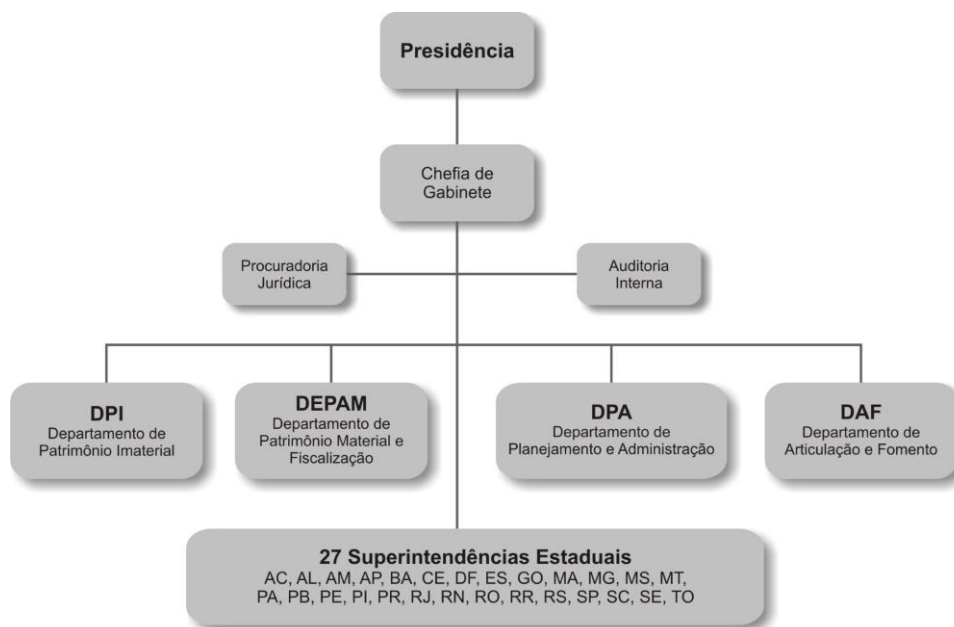 Presidência
Chefia de
Gabinete
Procuradoria
Jurídica
Auditoria
Interna
DPI
Departamento de
Patrimônio Imaterial
DEPAM
Departamento de
Patrimônio Material e
Fiscalização
DPA
Departamento de
Planejamento e Administração
DAF
Departamento de
Articulação e Fomento
27 Superintendências Estaduais
AC, AL, AM, AP, BA, CE, DF, ES, GO, MA, MG, MS, MT,
PA, PB, PE, PI, PR, RJ, RN, RO, RR, RS, SP, SC, SE, TO